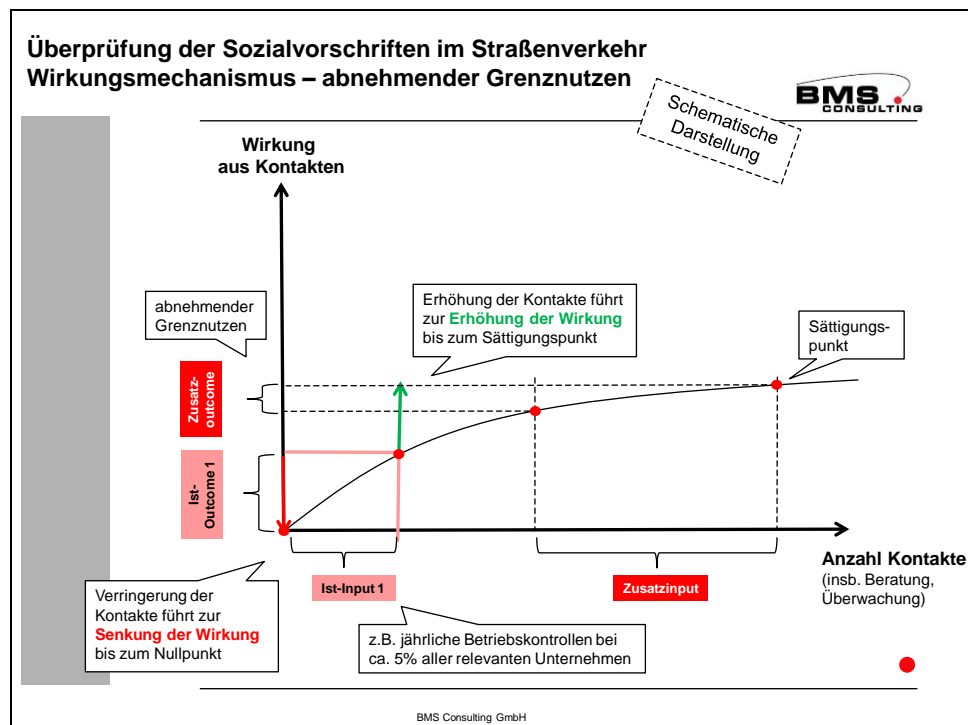 Überprüfung der Sozialvorschriften im Straßenverkehr
Wirkungsmechanismus – abnehmender Grenznutzen
BMS
CONSULTING
Schematische
Darstellung
Wirkung
aus Kontakten
abnehmender
Grenznutzen
Erhöhung der Kontakte führt
zur Erhöhung der Wirkung
bis zum Sättigungspunkt
Sättigungs-
punkt
Zusatz-
outcome
Ist-
Outcome 1
Ist-Input 1
Zusatzinput
Anzahl Kontakte
(insb. Beratung,
Überwachung)
Verringerung der
Kontakte führt zur
Senkung der Wirkung
bis zum Nullpunkt
z.B. jährliche Betriebskontrollen bei
ca. 5% aller relevanten Unternehmen
BMS Consulting GmbH